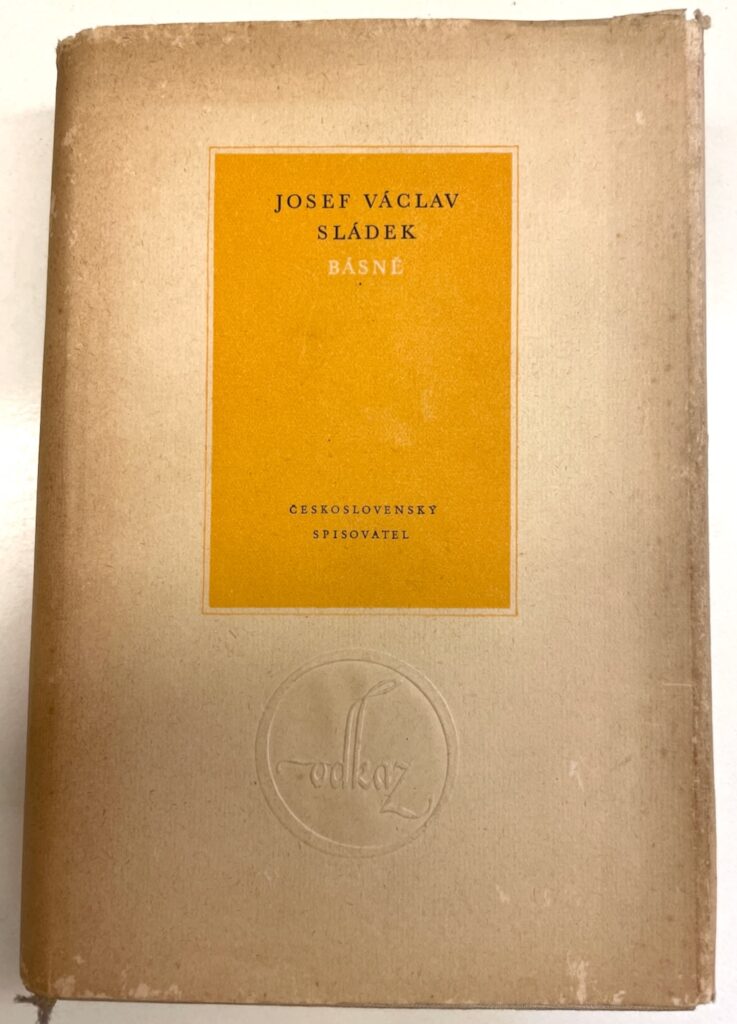 JOSEF VÁCLAV
SLÁDEK
BÁSNĚ
ČESKOSLOVENSKÝ
SPISOVATEL
odkaz